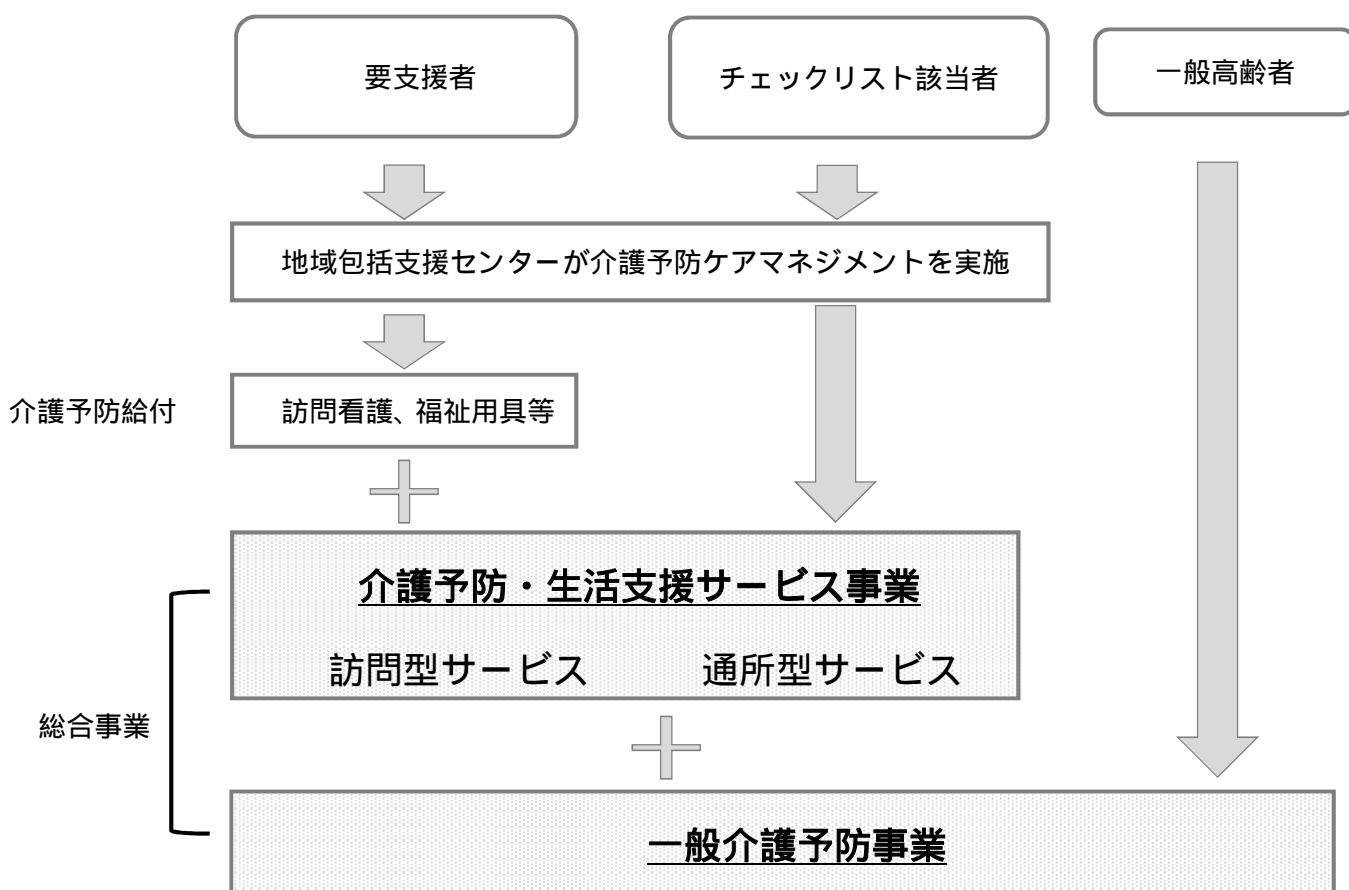 要支援者
チェックリスト該当者
一般高齢者
地域包括支援センターが介護予防ケアマネジメントを実施
介護予防給付
訪問看護、福祉用具等
介護予防・生活支援サービス事業
訪問型サービス
通所型サービス
総合事業
一般介護予防事業